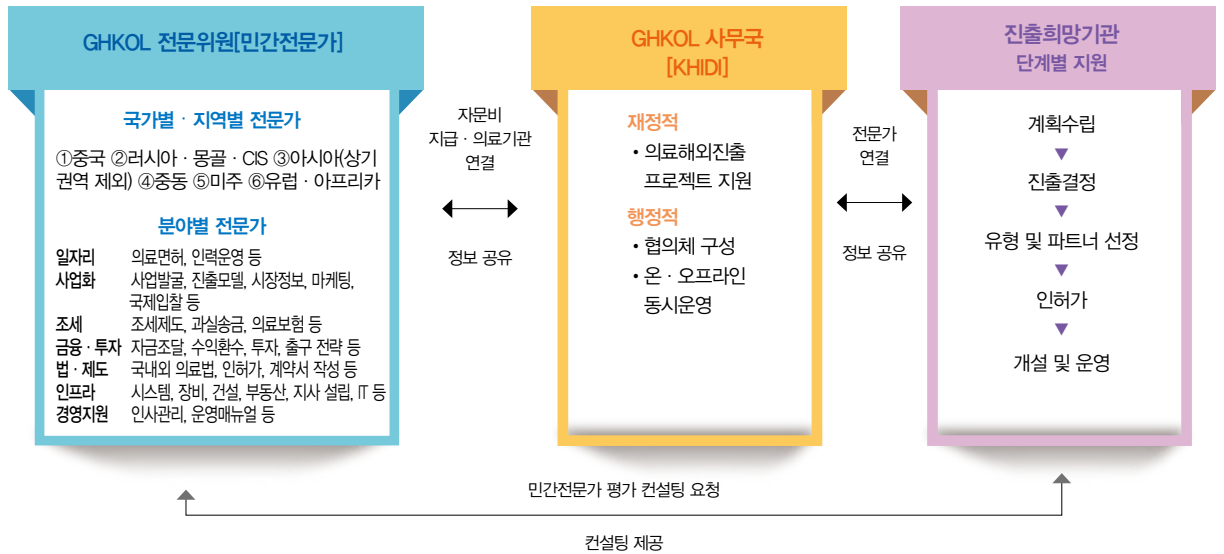 GHKOL 전문위원[민간전문가]
국가별 · 지역별 전문가
①중국 ②러시아 · 몽골 · CIS ③아시아(상기
권역 제외) ④중동 ⑤미주 ⑥유럽 · 아프리카
분야별 전문가
일자리 의료면허, 인력운영 등
사업화 사업발굴, 진출모델, 시장정보, 마케팅,
국제입찰 등
조세 조세제도, 과실송금, 의료보험 등
금융 · 투자 자금조달, 수익환수, 투자, 출구 전략 등
법 · 제도 국내외 의료법, 인허가, 계약서 작성 등
인프라 시스템, 장비, 건설, 부동산, 지사 설립, IT 등
경영지원 인사관리, 운영매뉴얼 등
자문비
지급 · 의료기관
연결
정보 공유
GHKOL 사무국
[KHIDI]
재정적
• 의료해외진출
프로젝트 지원
행정적
• 협의체 구성
• 온 · 오프라인
동시운영
전문가
연결
정보 공유
진출희망기관
단계별 지원
계획수립
▼
진출결정
▼
유형 및 파트너 선정
▼
인허가
▼
개설 및 운영
민간전문가 평가 컨설팅 요청
컨설팅 제공